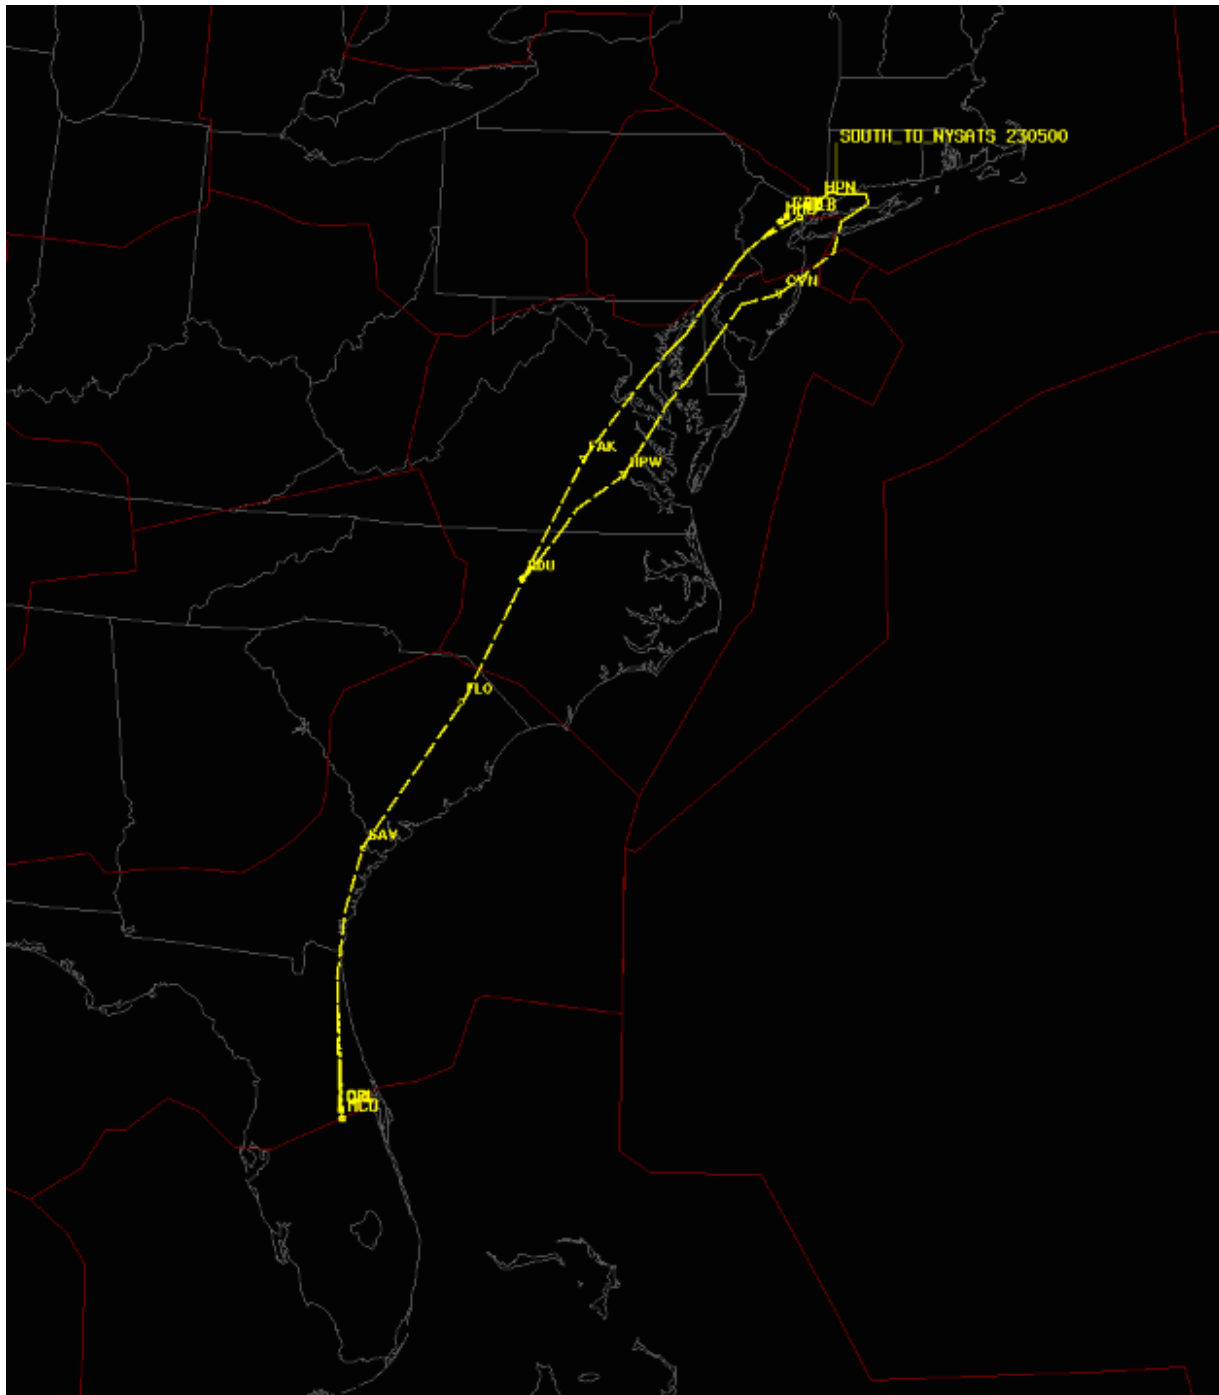 SOUTH_TO_NYSATS 230500
HPN
CYN
FAK
HPW
RDU
FLO
SAV
ORL
MCO